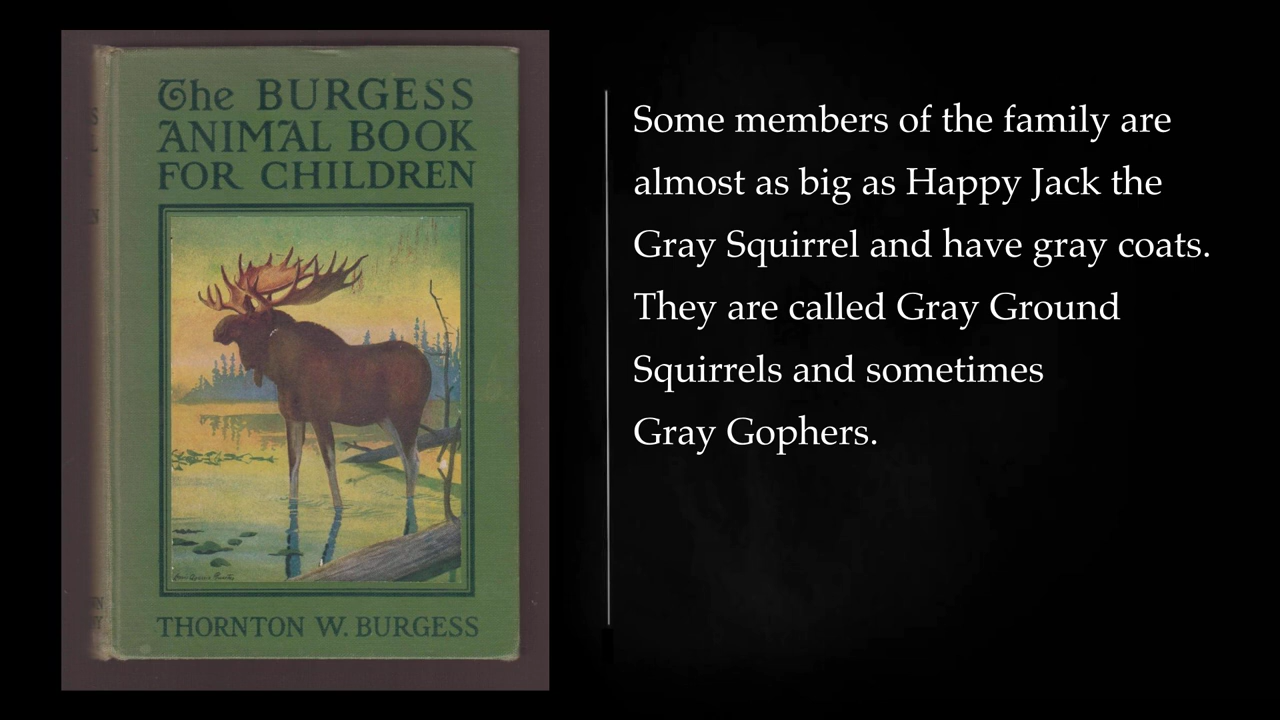 The BURGESS
ANIMAL BOOK
FOR CHILDREN
THORNTON W. BURGESS
Some members of the family are
almost as big as Happy Jack the
Gray Squirrel and have gray coats.
They are called Gray Ground
Squirrels and sometimes
Gray Gophers.